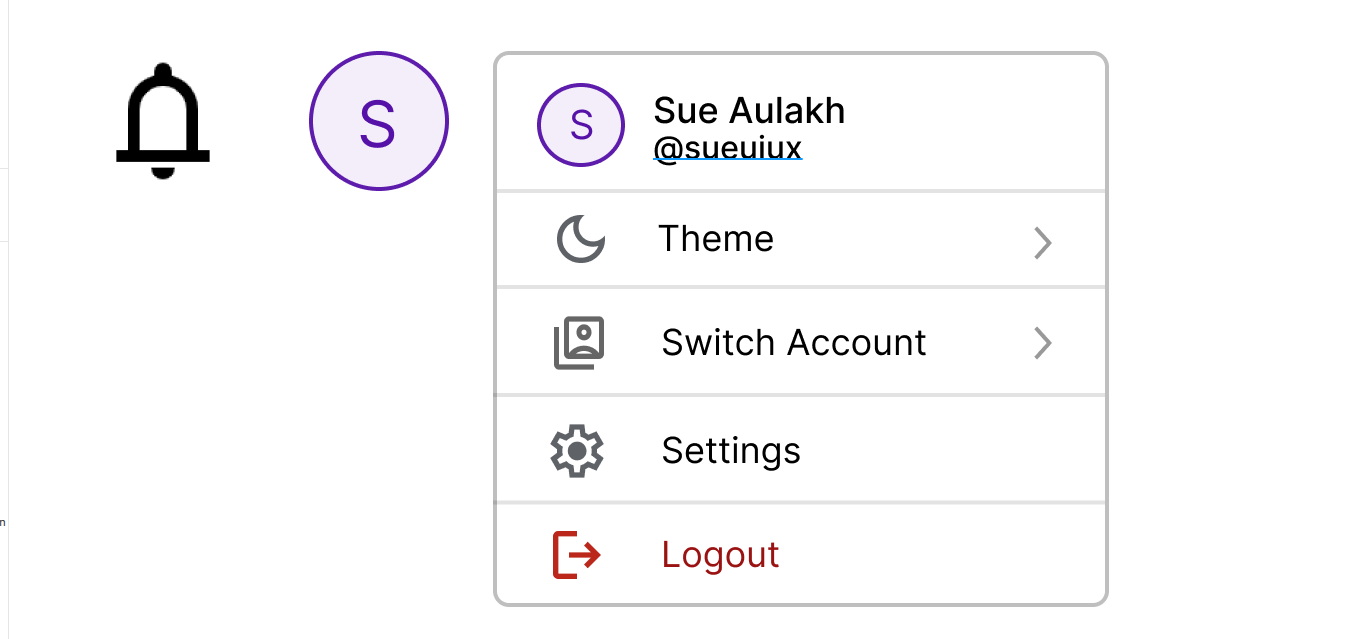 S
S
Sue Aulakh
@sueuiux
Theme
Switch Account
Settings
Logout
n